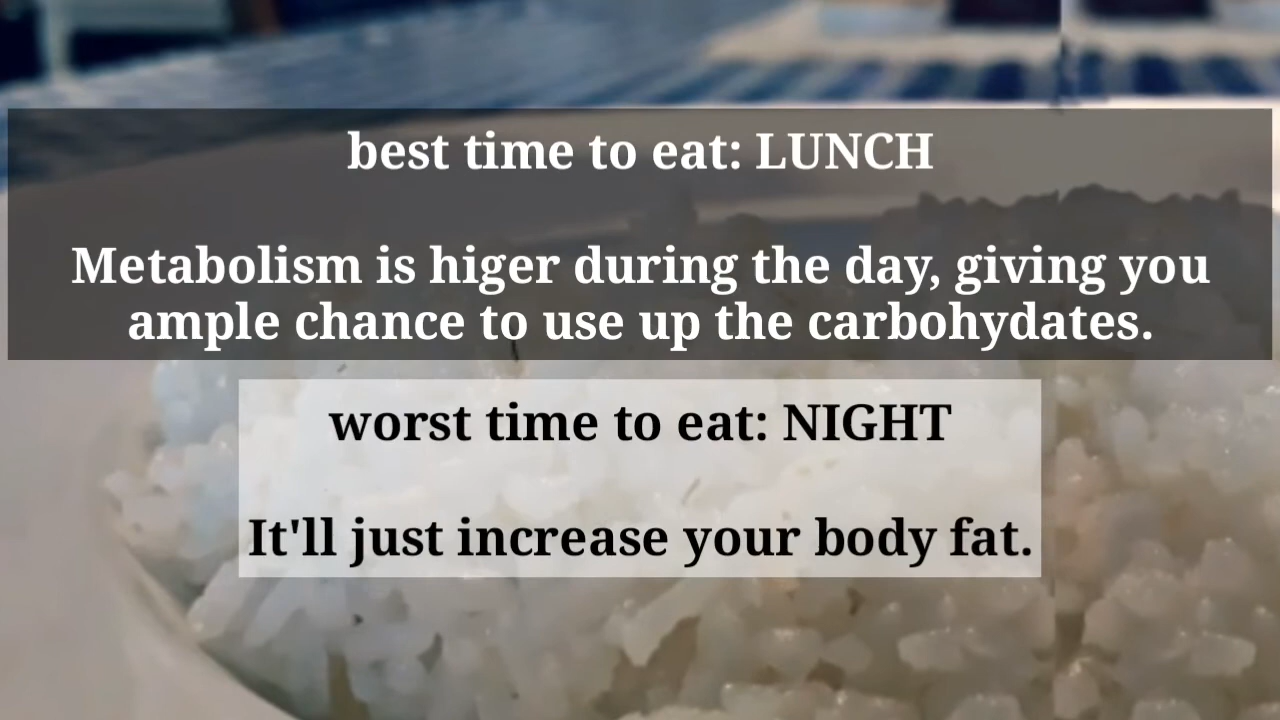 best time to eat: LUNCH
Metabolism is higer during the day, giving you
ample chance to use up the carbohydates.
worst time to eat: NIGHT
It'll just increase your body fat.